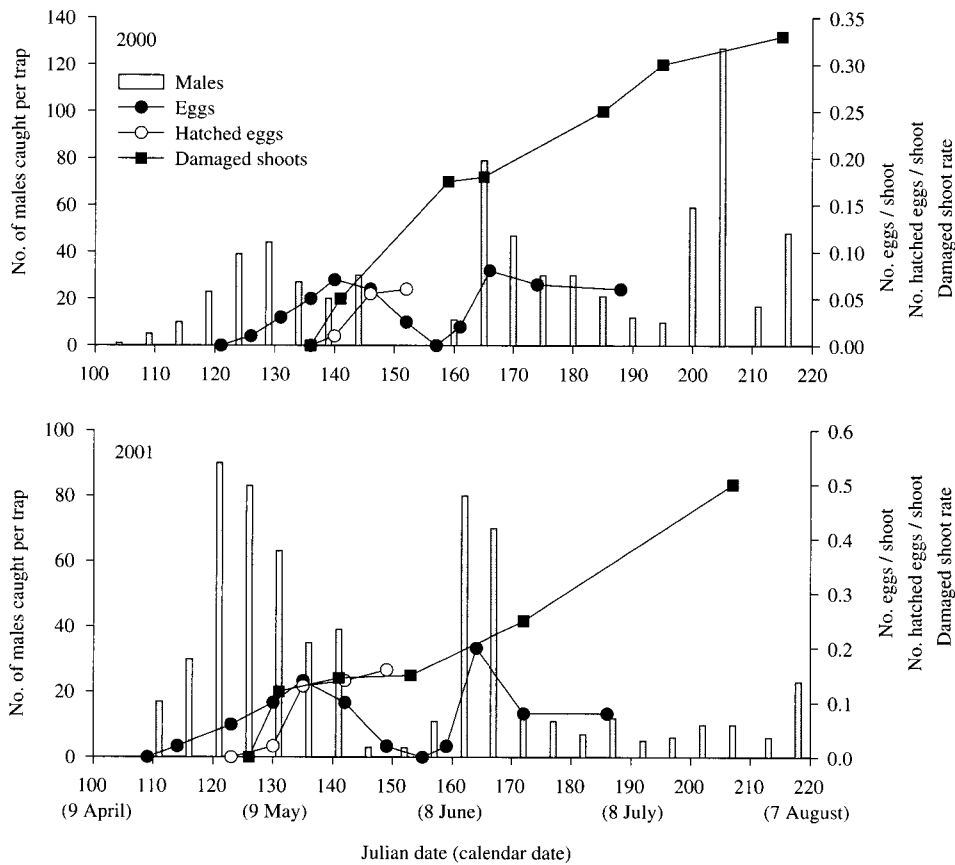 140
120
100
80
60
40
20
0
No. of males caught per trap
2000
Males
Eggs
Hatched eggs
Damaged shoots
0.35
0.30
0.25
0.20
0.15
0.10
0.05
0.00
No. eggs / shoot
No. hatched eggs / shoot
Damaged shoot rate
100 110 120 130 140 150 160 170 180 190 200 210 220
100
80
60
40
20
0
No. of males caught per trap
2001
0.6
0.5
0.4
0.3
0.2
0.1
0.0
No. eggs / shoot
No. hatched eggs / shoot
Damaged shoot rate
100 110 120 130 140 150 160 170 180 190 200 210 220
(9 April) (9 May) (8 June) (8 July) (7 August)
Julian date (calendar date)